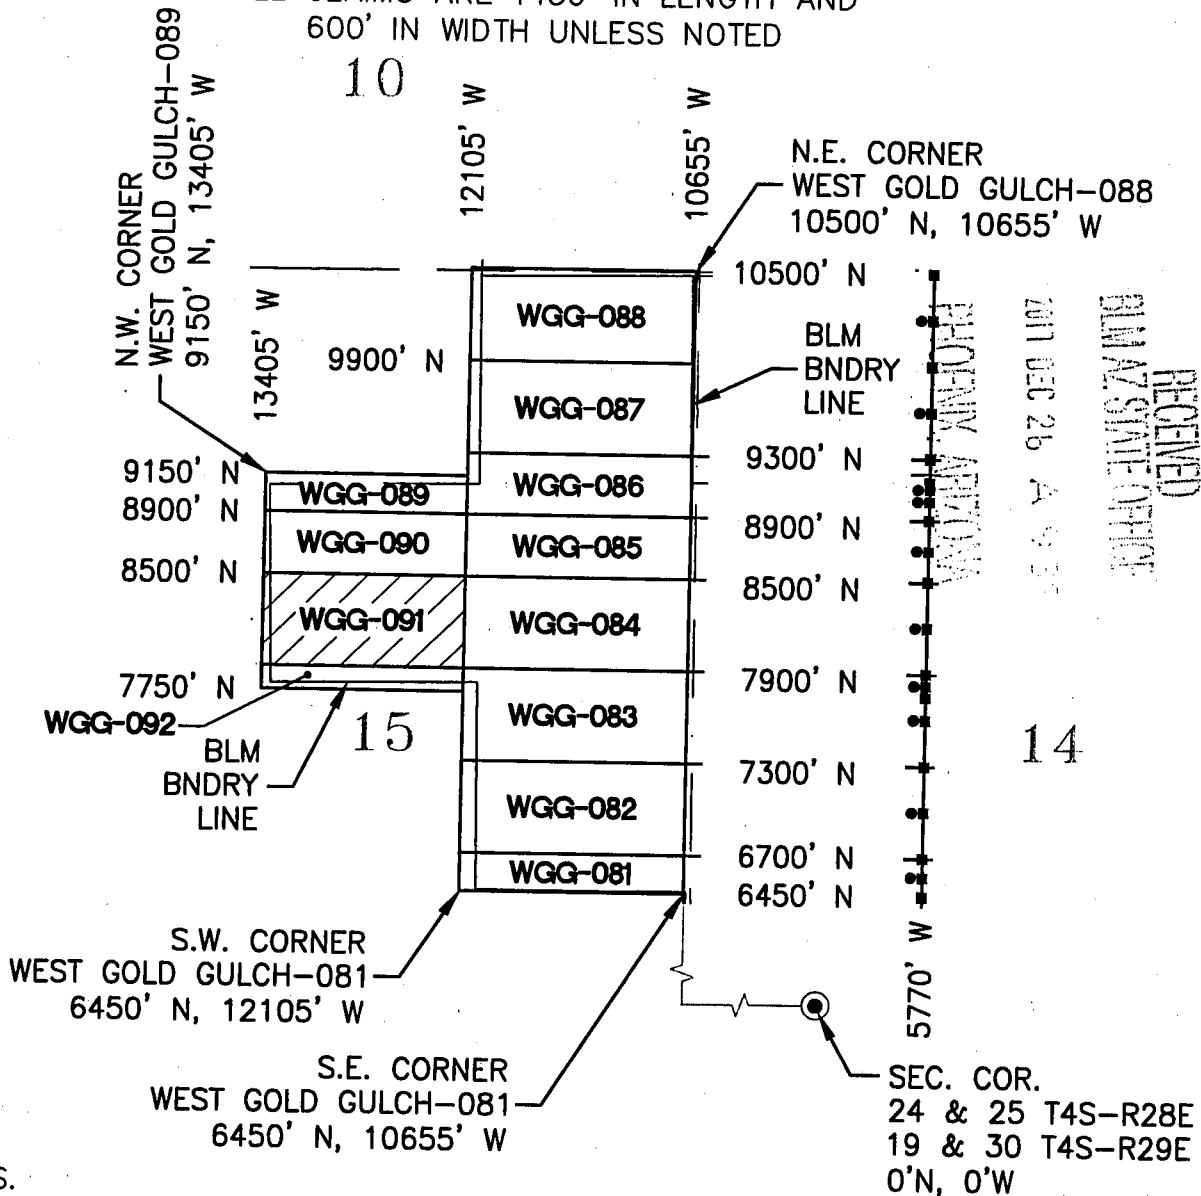 600' IN WIDTH UNLESS NOTED
10
N.W. CORNER
WEST GOLD GULCH-089
9150' N, 13405' W
13405' W
12105' W
10655' W
N.E. CORNER
WEST GOLD GULCH-088
10500' N, 10655' W
10500' N
9900' N
BLM
BNDRY
LINE
WGG-088
WGG-087
WGG-086
WGG-085
WGG-084
WGG-083
WGG-082
WGG-081
9150' N
8900' N
8500' N
7750' N
WGG-089
WGG-090
WGG-091
WGG-092
15
BLM
BNDRY
LINE
9300' N
8900' N
8500' N
7900' N
7300' N
6700' N
6450' N
5770' W
14
RECEIVED
BLM AZ STATE OFFICE
2011 DEC 26 A
PHOENIX, ARIZONA
S.W. CORNER
WEST GOLD GULCH-081
6450' N, 12105' W
S.E. CORNER
WEST GOLD GULCH-081
6450' N, 10655' W
SEC. COR.
24 & 25 T4S-R28E
19 & 30 T4S-R29E
0'N, 0'W
S.